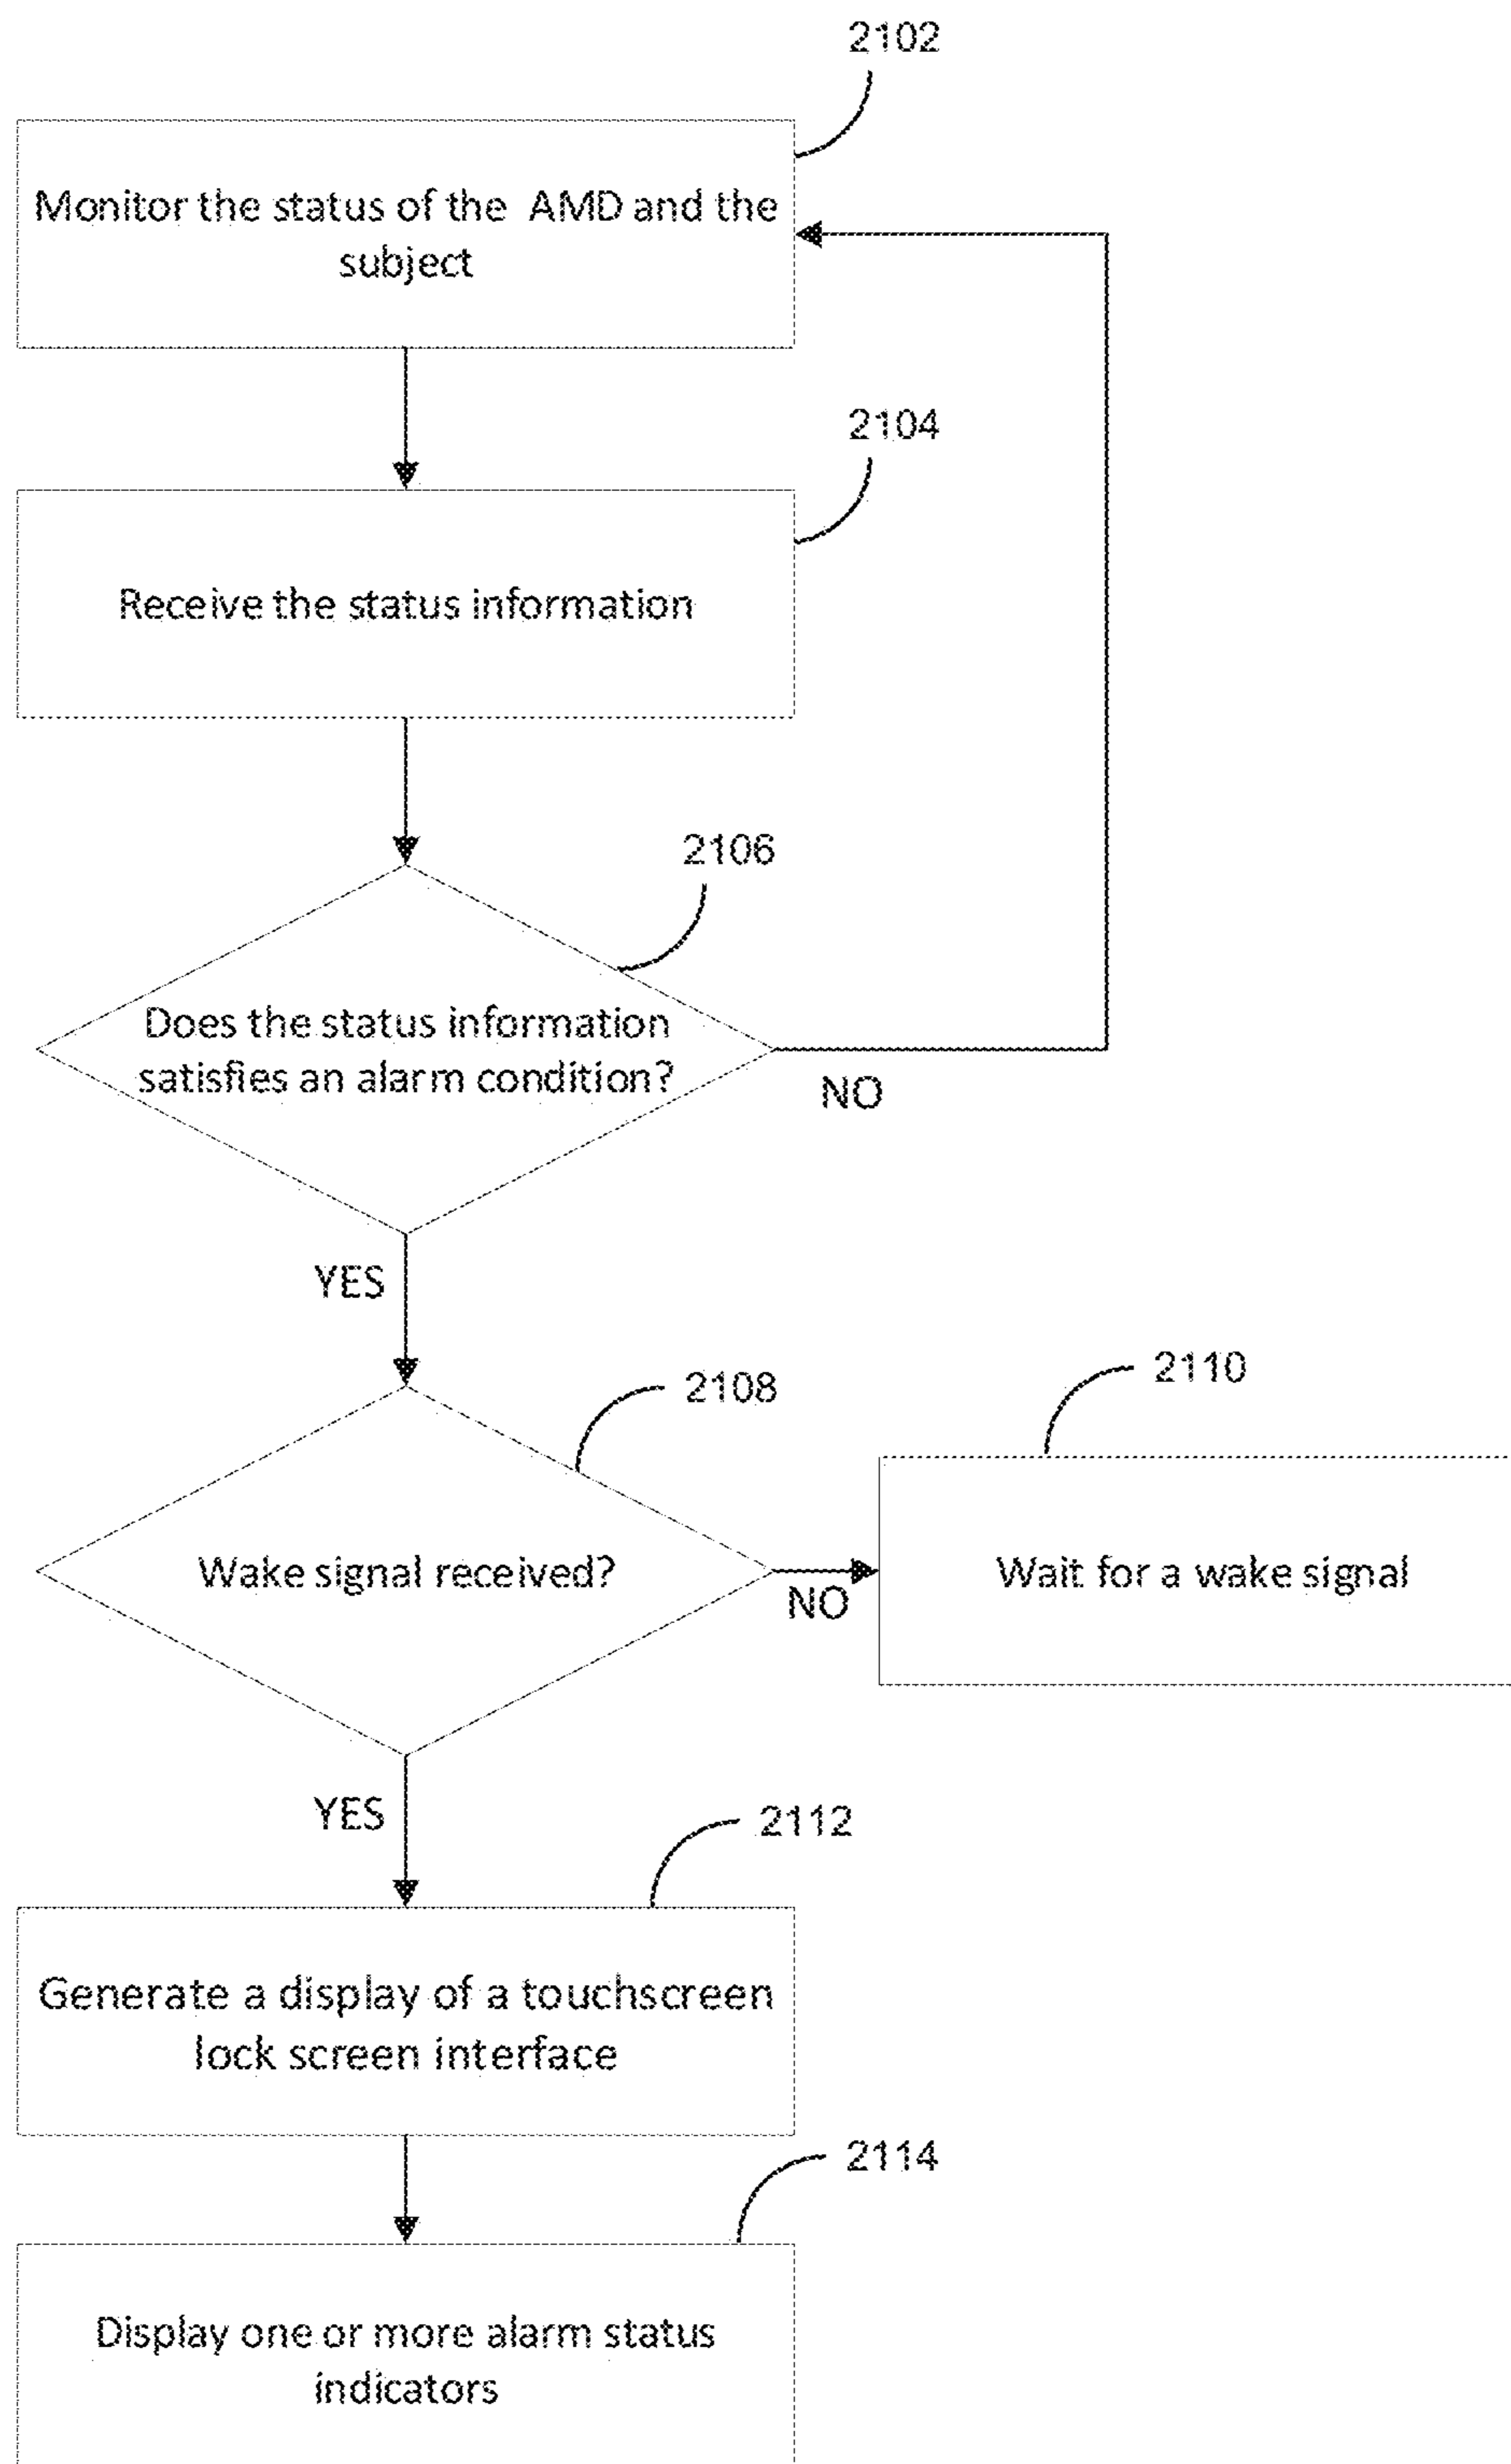 2102
Monitor the status of the AMD and the
subject
2104
Receive the status information
2106
Does the status information
satisfies an alarm condition?
NO
YES
2108
2110
Wake signal received?
NO
Wait for a wake signal
YES
2112
Generate a display of a touchscreen
lock screen interface
2114
Display one or more alarm status
indicators